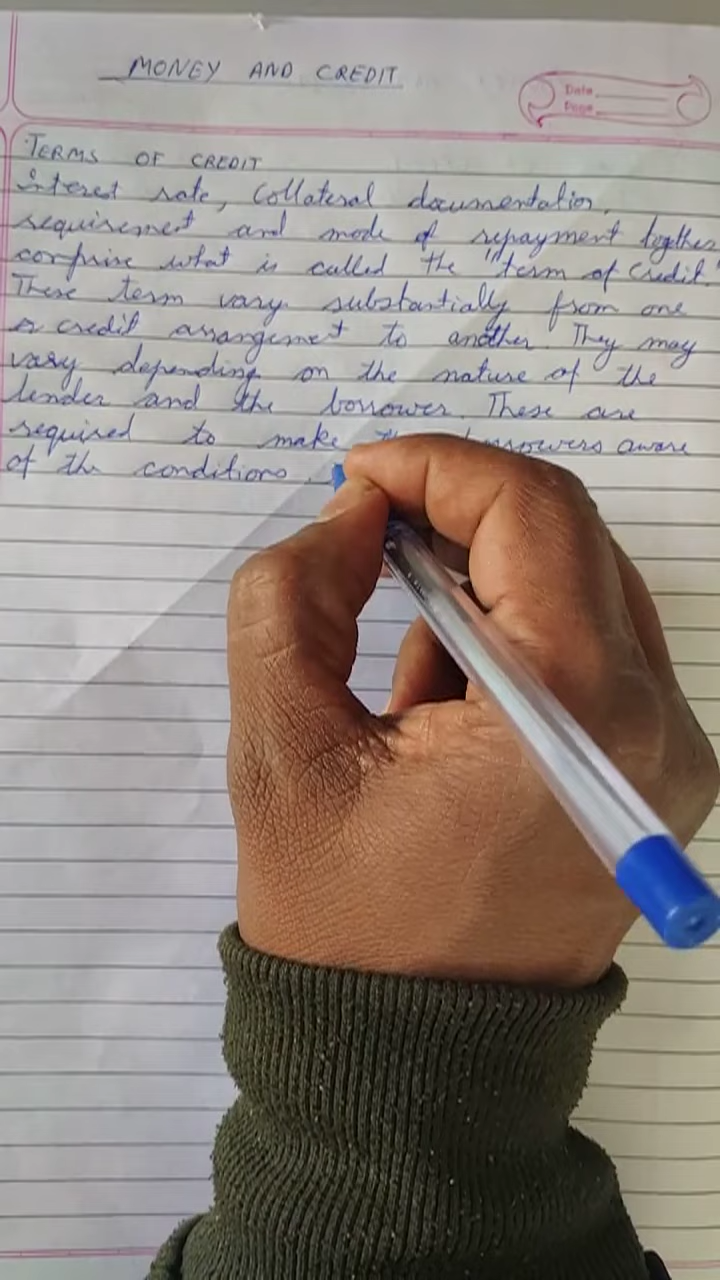 MONEY AND CREDIT
Date
Page
TERMS OF CREDIT
Interest rate, Collateral documentation,
requirement and mode of repayment together
comprise what is called the "term of Credit."
These term vary substantially from one
credit arrangement to another. They may
vary depending on the nature of the
lender and the borrower. These are
required to make the borrowers aware
of the conditions.